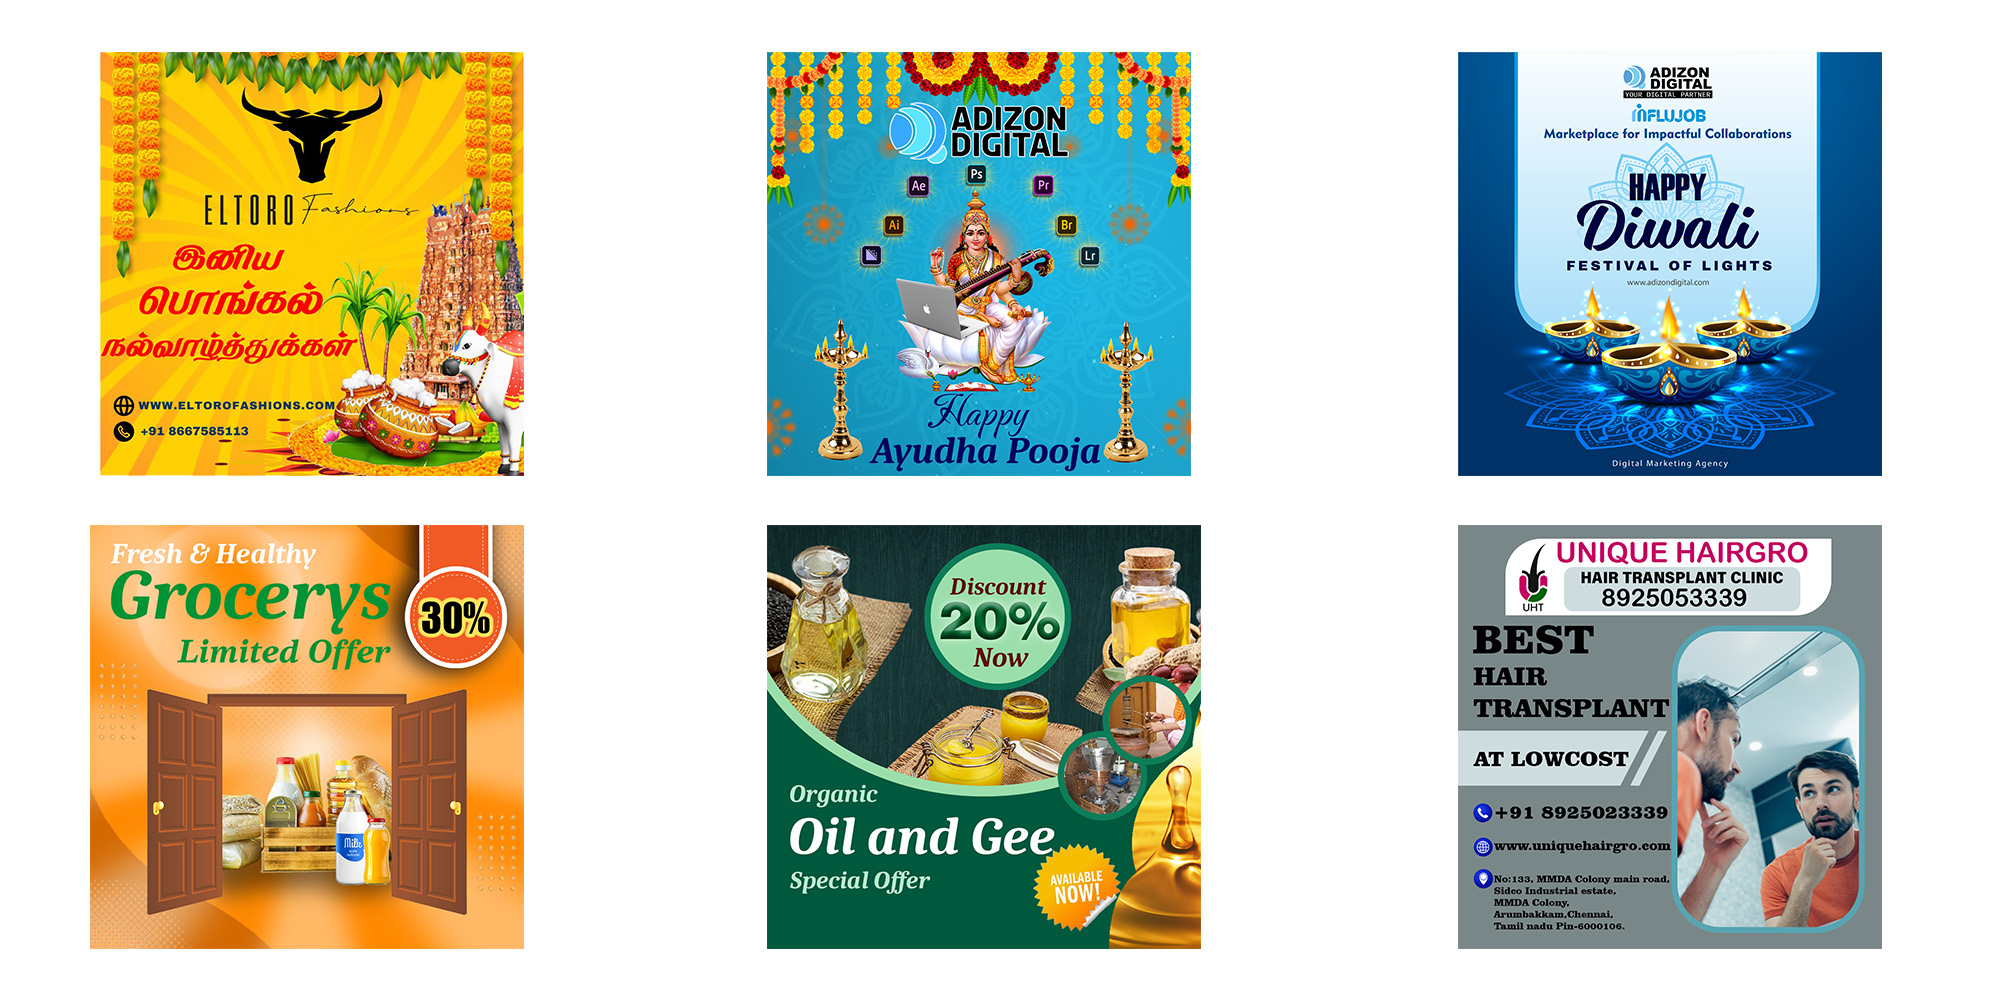 ELTORO Fashions
இனிய
பொங்கல்
நல்வாழ்த்துக்கள்
WWW.ELTOROFASHIONS.COM
+91 8667585113
ADIZON
DIGITAL
Ps
Ae
Pr
Ai
Br
Lr
Happy
Ayudha Pooja
ADIZON
DIGITAL
YOUR DIGITAL PARTNER
INFLUJOB
Marketplace for Impactful Collaborations
HAPPY
Diwali
FESTIVAL OF LIGHTS
www.adizondigital.com
Digital Marketing Agency
Fresh & Healthy
Grocerys
Limited Offer
30%
Milk
Discount
20%
Now
Organic
Oil and Gee
Special Offer
AVAILABLE
NOW!
UNIQUE HAIRGRO
HAIR TRANSPLANT CLINIC
8925053339
UHT
BEST
HAIR
TRANSPLANT
AT LOWCOST
+91 8925023339
www.uniquehairgro.com
No:133, MMDA Colony main road,
Sidco Industrial estate,
MMDA Colony,
Arumbakkam,Chennai,
Tamil nadu Pin-6000106.